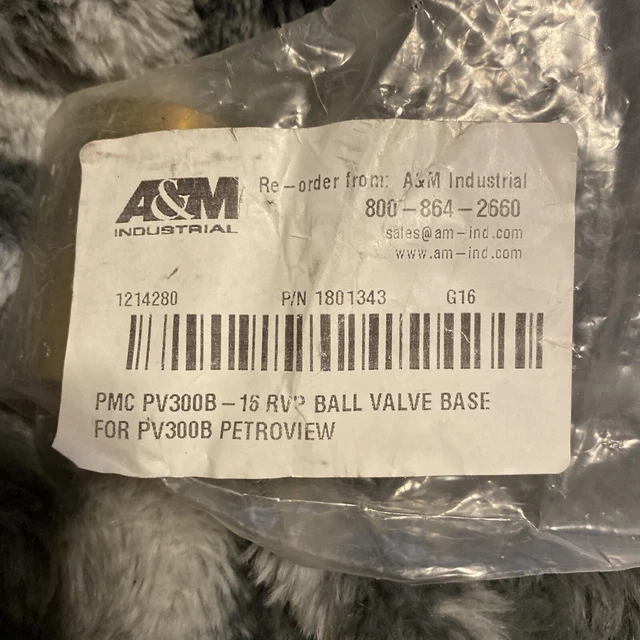 A&M
INDUSTRIAL
Re-order from: A&M Industrial
800-864-2660
sales@am-ind.com
www.am-ind.com
1214280 P/N 1801343 G16
PMC PV300B-16 RVP BALL VALVE BASE
FOR PV300B PETROVIEW